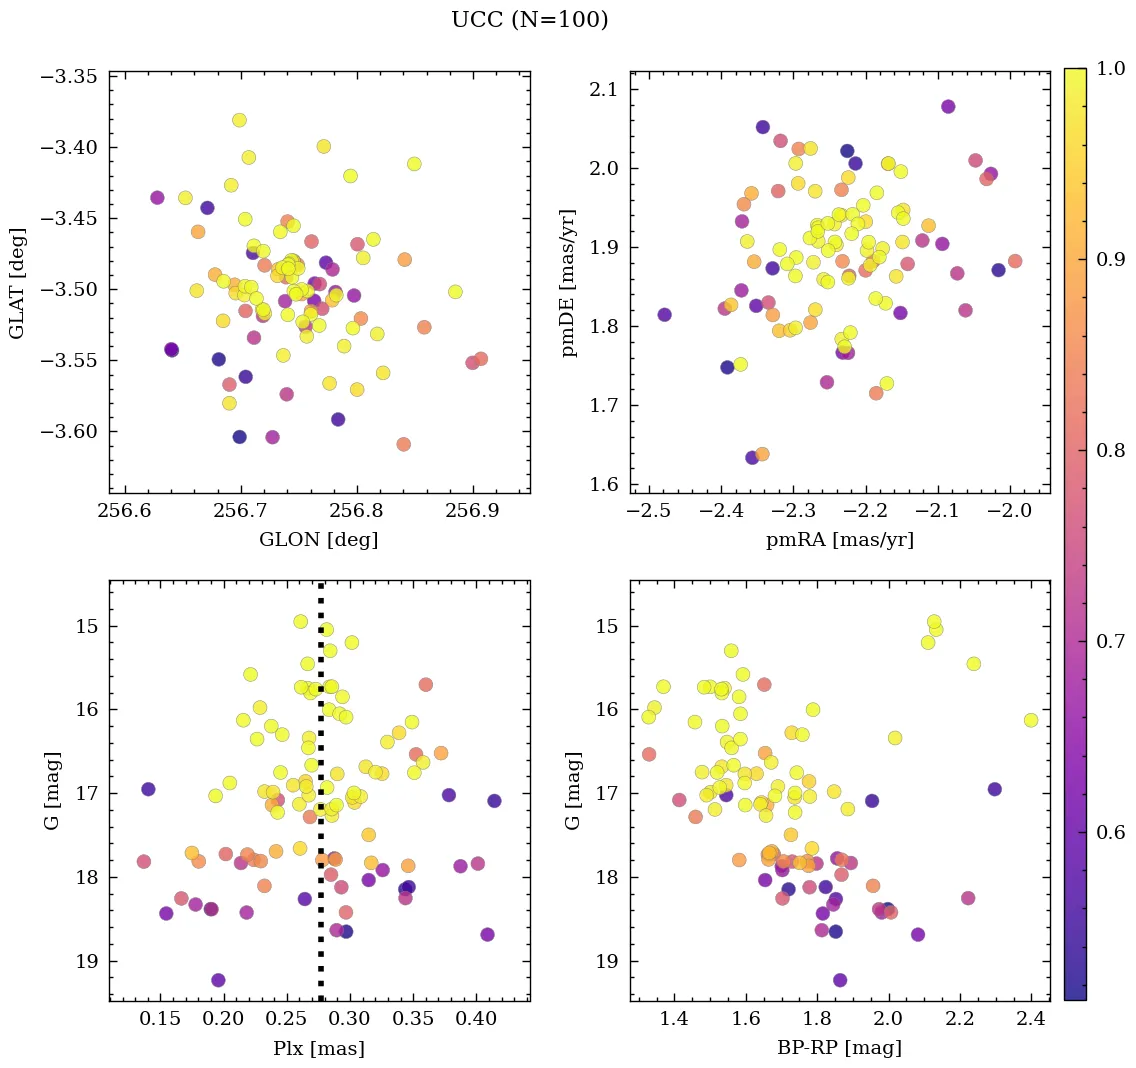 UCC (N=100)
−3.35
−3.40
−3.45
−3.50
−3.55
−3.60
GLAT [deg]
256.6 256.7 256.8 256.9
GLON [deg]
2.1
2.0
1.9
1.8
1.7
1.6
pmDE [mas/yr]
−2.5 −2.4 −2.3 −2.2 −2.1 −2.0
pmRA [mas/yr]
1.0
0.9
0.8
0.7
0.6
15
16
17
18
19
G [mag]
0.15 0.20 0.25 0.30 0.35 0.40
Plx [mas]
15
16
17
18
19
G [mag]
1.4 1.6 1.8 2.0 2.2 2.4
BP-RP [mag]